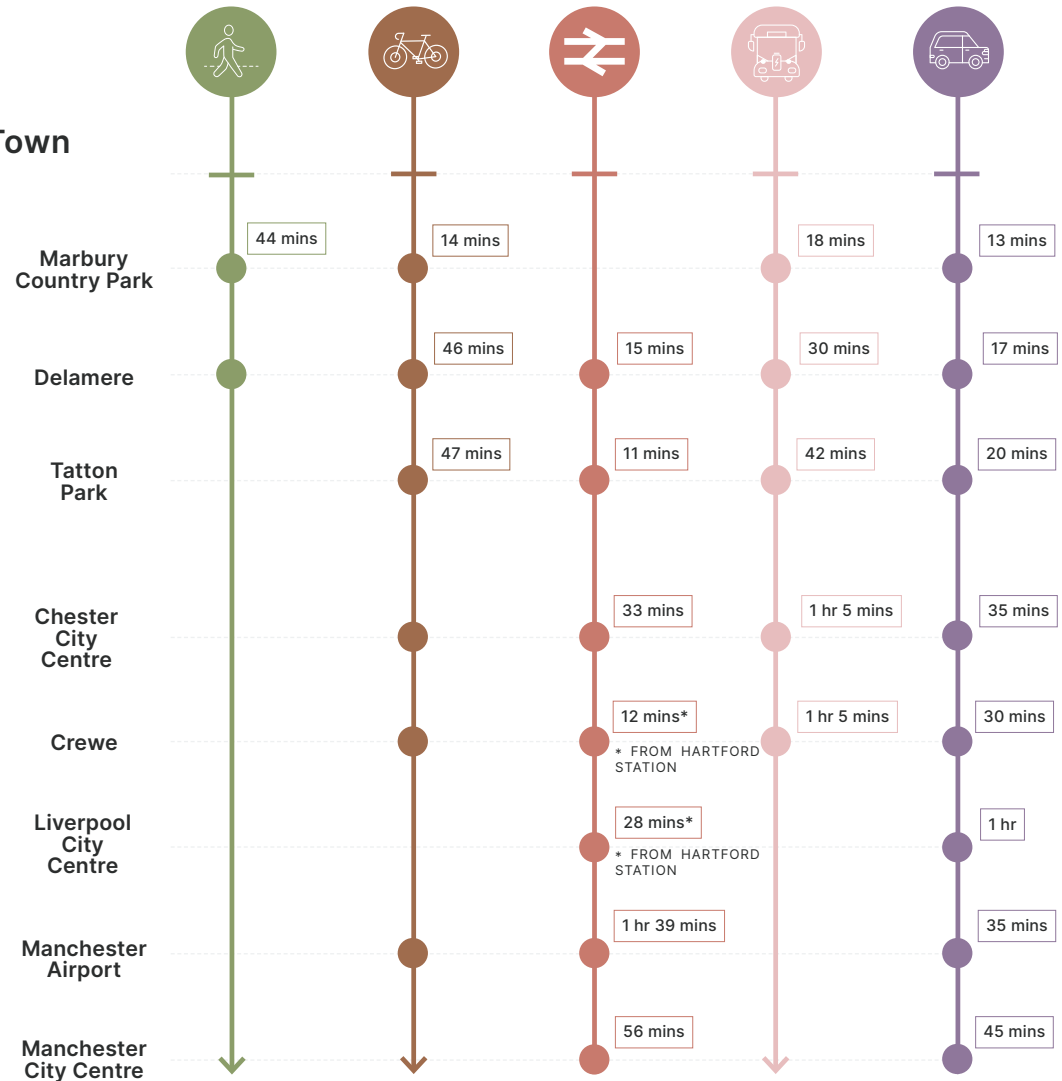 Town
44 mins
14 mins
18 mins
13 mins
Marbury
Country Park
46 mins
15 mins
30 mins
17 mins
Delamere
47 mins
11 mins
42 mins
20 mins
Tatton
Park
33 mins
1 hr 5 mins
35 mins
Chester
City
Centre
12 mins*
1 hr 5 mins
30 mins
Crewe
* FROM HARTFORD
STATION
28 mins*
1 hr
Liverpool
City
Centre
* FROM HARTFORD
STATION
1 hr 39 mins
35 mins
Manchester
Airport
56 mins
45 mins
Manchester
City Centre